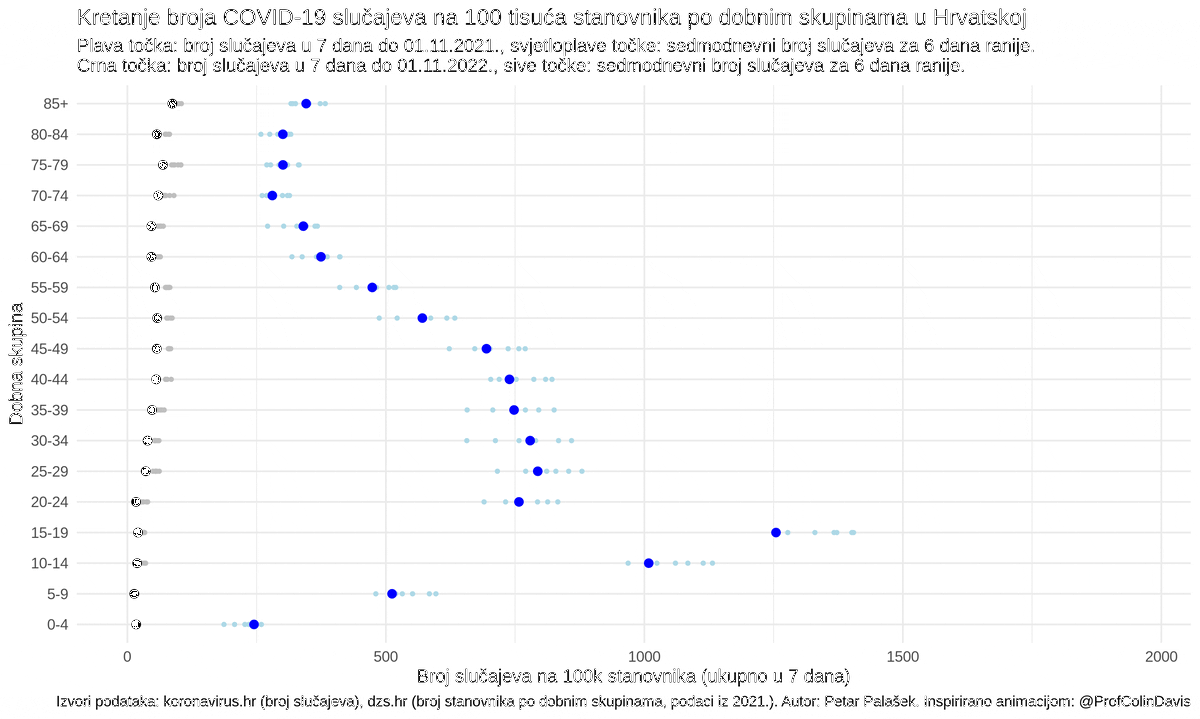 Kretanje broja COVID-19 slučajeva na 100 tisuća stanovnika po dobnim skupinama u Hrvatskoj
Plava točka: broj slučajeva u 7 dana do 01.11.2021., svjetloplave točke: sedmodnevni broj slučajeva za 6 dana ranije.
Crna točka: broj slučajeva u 7 dana do 01.11.2022., sive točke: sedmodnevni broj slučajeva za 6 dana ranije.
Dobna skupina
85+
80-84
75-79
70-74
65-69
60-64
55-59
50-54
45-49
40-44
35-39
30-34
25-29
20-24
15-19
10-14
5-9
0-4
0 500 1000 1500 2000
Broj slučajeva na 100k stanovnika (ukupno u 7 dana)
Izvori podataka: koronavirus.hr (broj slučajeva), dzs.hr (broj stanovnika po dobnim skupinama, podaci iz 2021.). Autor: Petar Palašek. Inspirirano animacijom: @ProfColinDavis